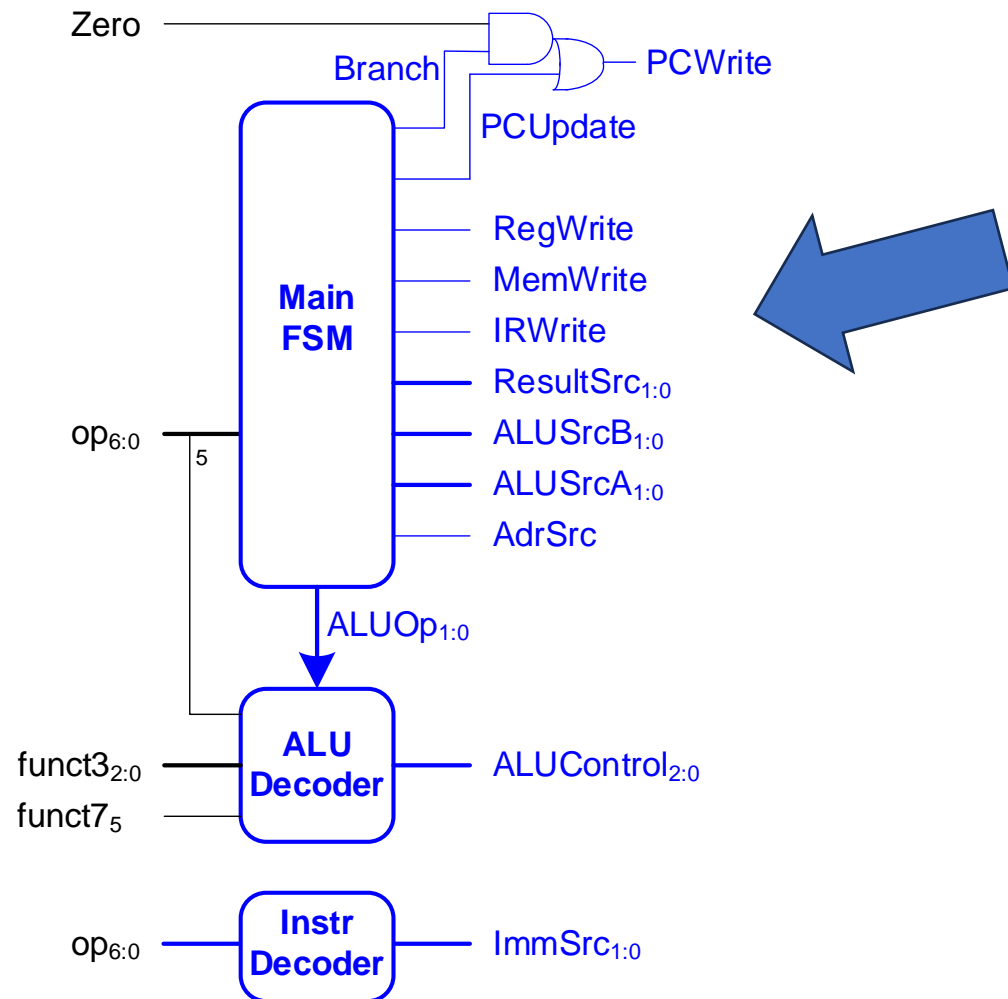 Zero
Branch
PCWrite
PCUpdate
RegWrite
MemWrite
Main
FSM
IRWrite
ResultSrc1:0
op6:0
5
ALUSrcB1:0
ALUSrcA1:0
AdrSrc
ALUOp1:0
ALU
Decoder
funct32:0
ALUControl2:0
funct75
Instr
Decoder
op6:0
ImmSrc1:0